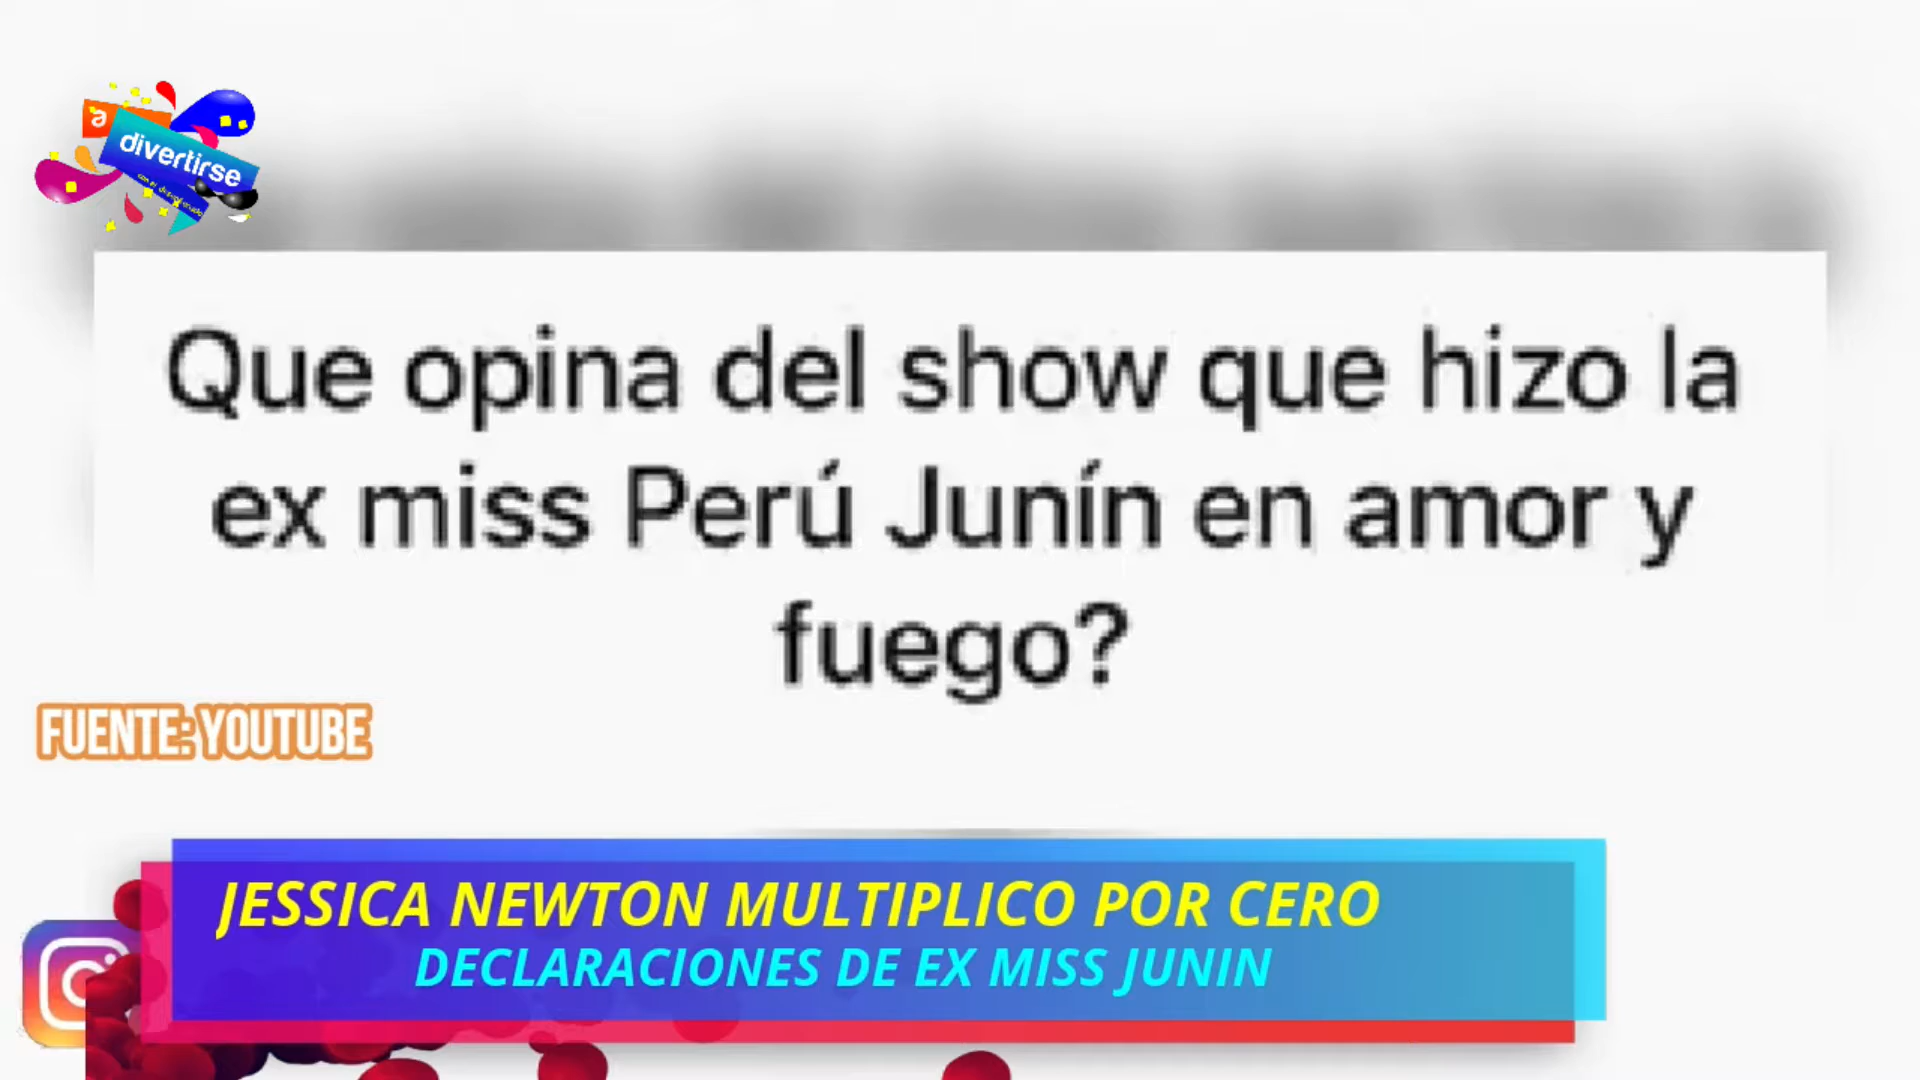 a
divertirse
Que opina del show que hizo la
ex miss Perú Junín en amor y
fuego?
FUENTE: YOUTUBE
JESSICA NEWTON MULTIPLICO POR CERO
DECLARACIONES DE EX MISS JUNIN